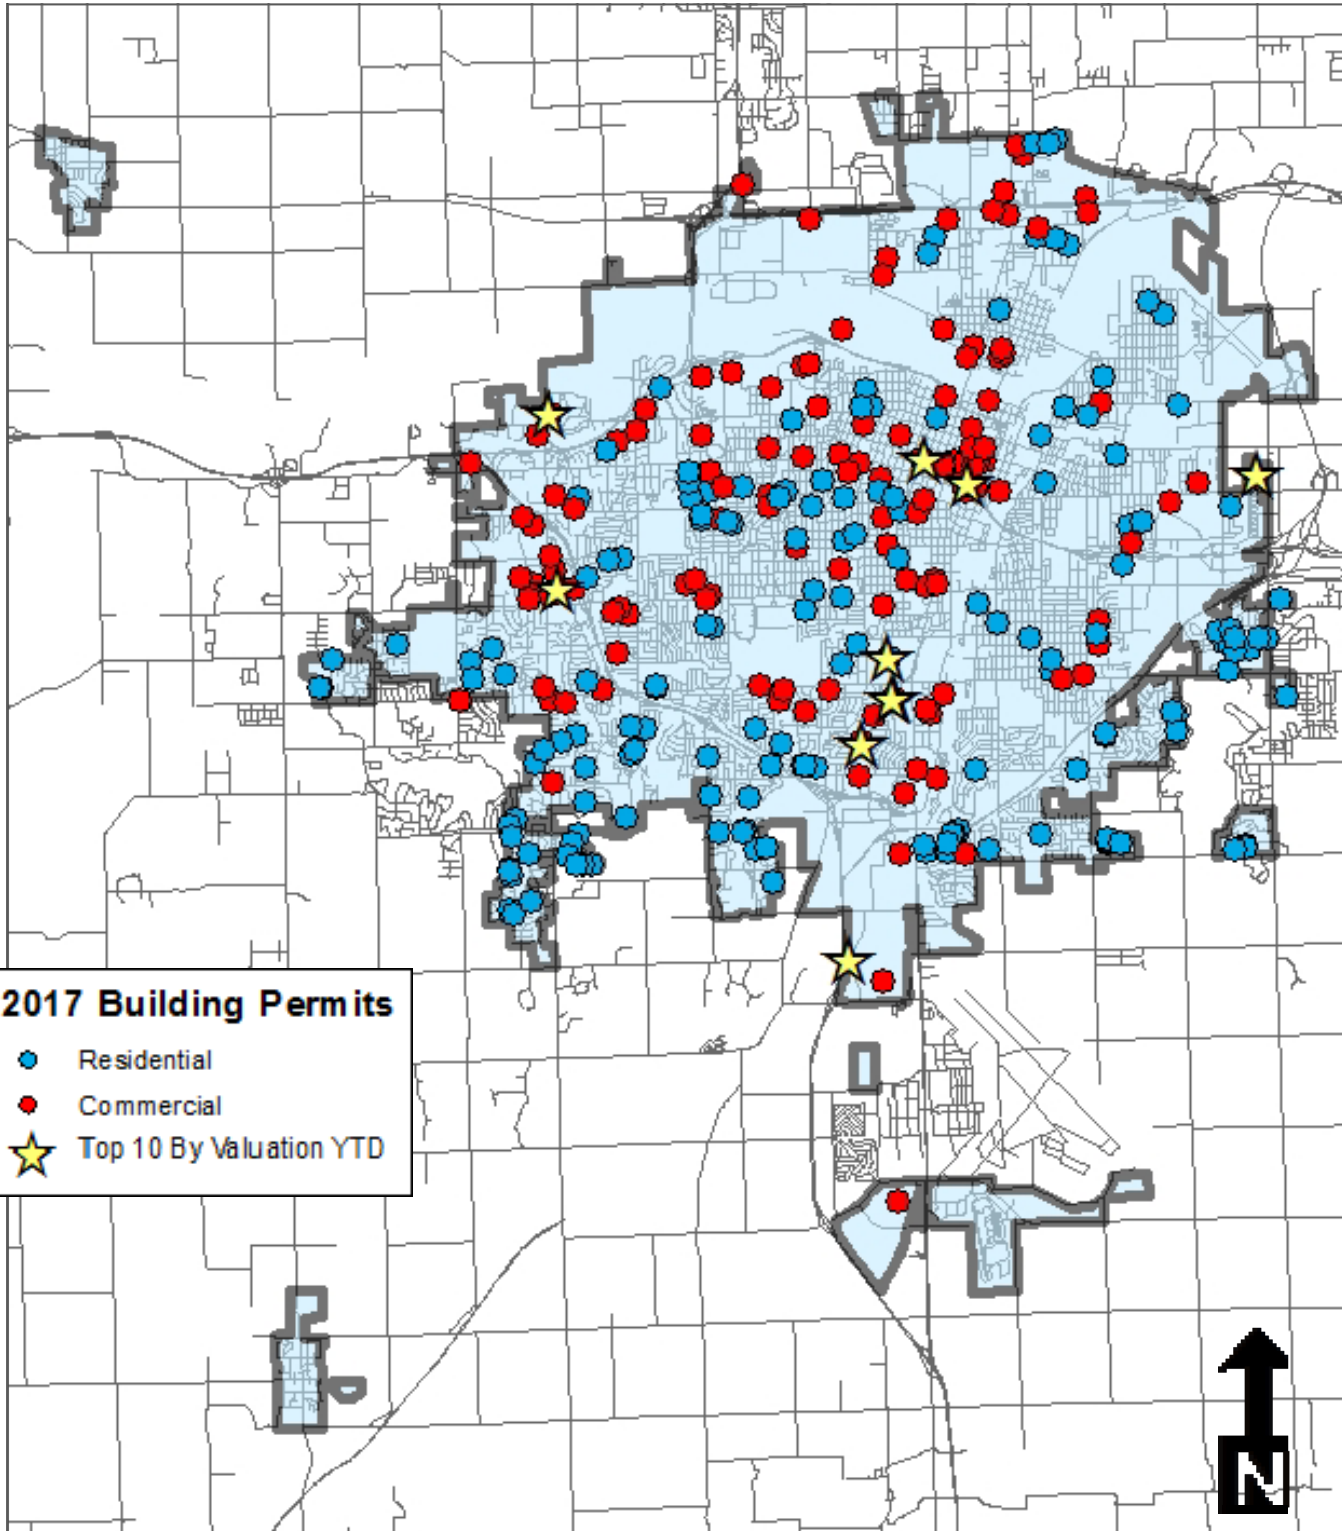 2017 Building Permits
Residential
Commercial
Top 10 By Valuation YTD
N